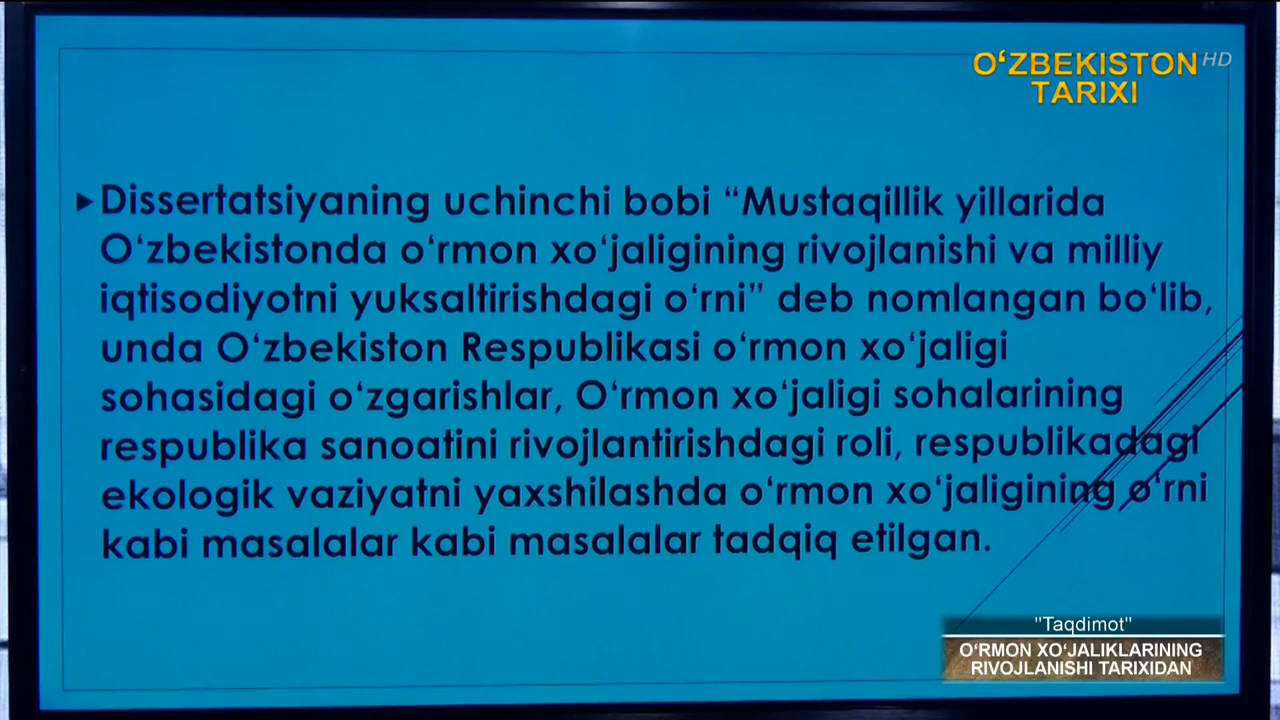 O‘ZBEKISTON HD
TARIXI
Dissertatsiyaning uchinchi bobi “Mustaqillik yillarida
O‘zbekistonda o‘rmon xo‘jaligining rivojlanishi va milliy
iqtisodiyotni yuksaltirishdagi o‘rni” deb nomlangan bo‘lib,
unda O‘zbekiston Respublikasi o‘rmon xo‘jaligi
sohasidagi o‘zgarishlar, O‘rmon xo‘jaligi sohalarining
respublika sanoatini rivojlantirishdagi roli, respublikadagi
ekologik vaziyatni yaxshilashda o‘rmon xo‘jaligining o‘rni
kabi masalalar kabi masalalar tadqiq etilgan.
"Taqdimot"
O‘RMON XO‘JALIKLARINING
RIVOJLANISHI TARIXIDAN